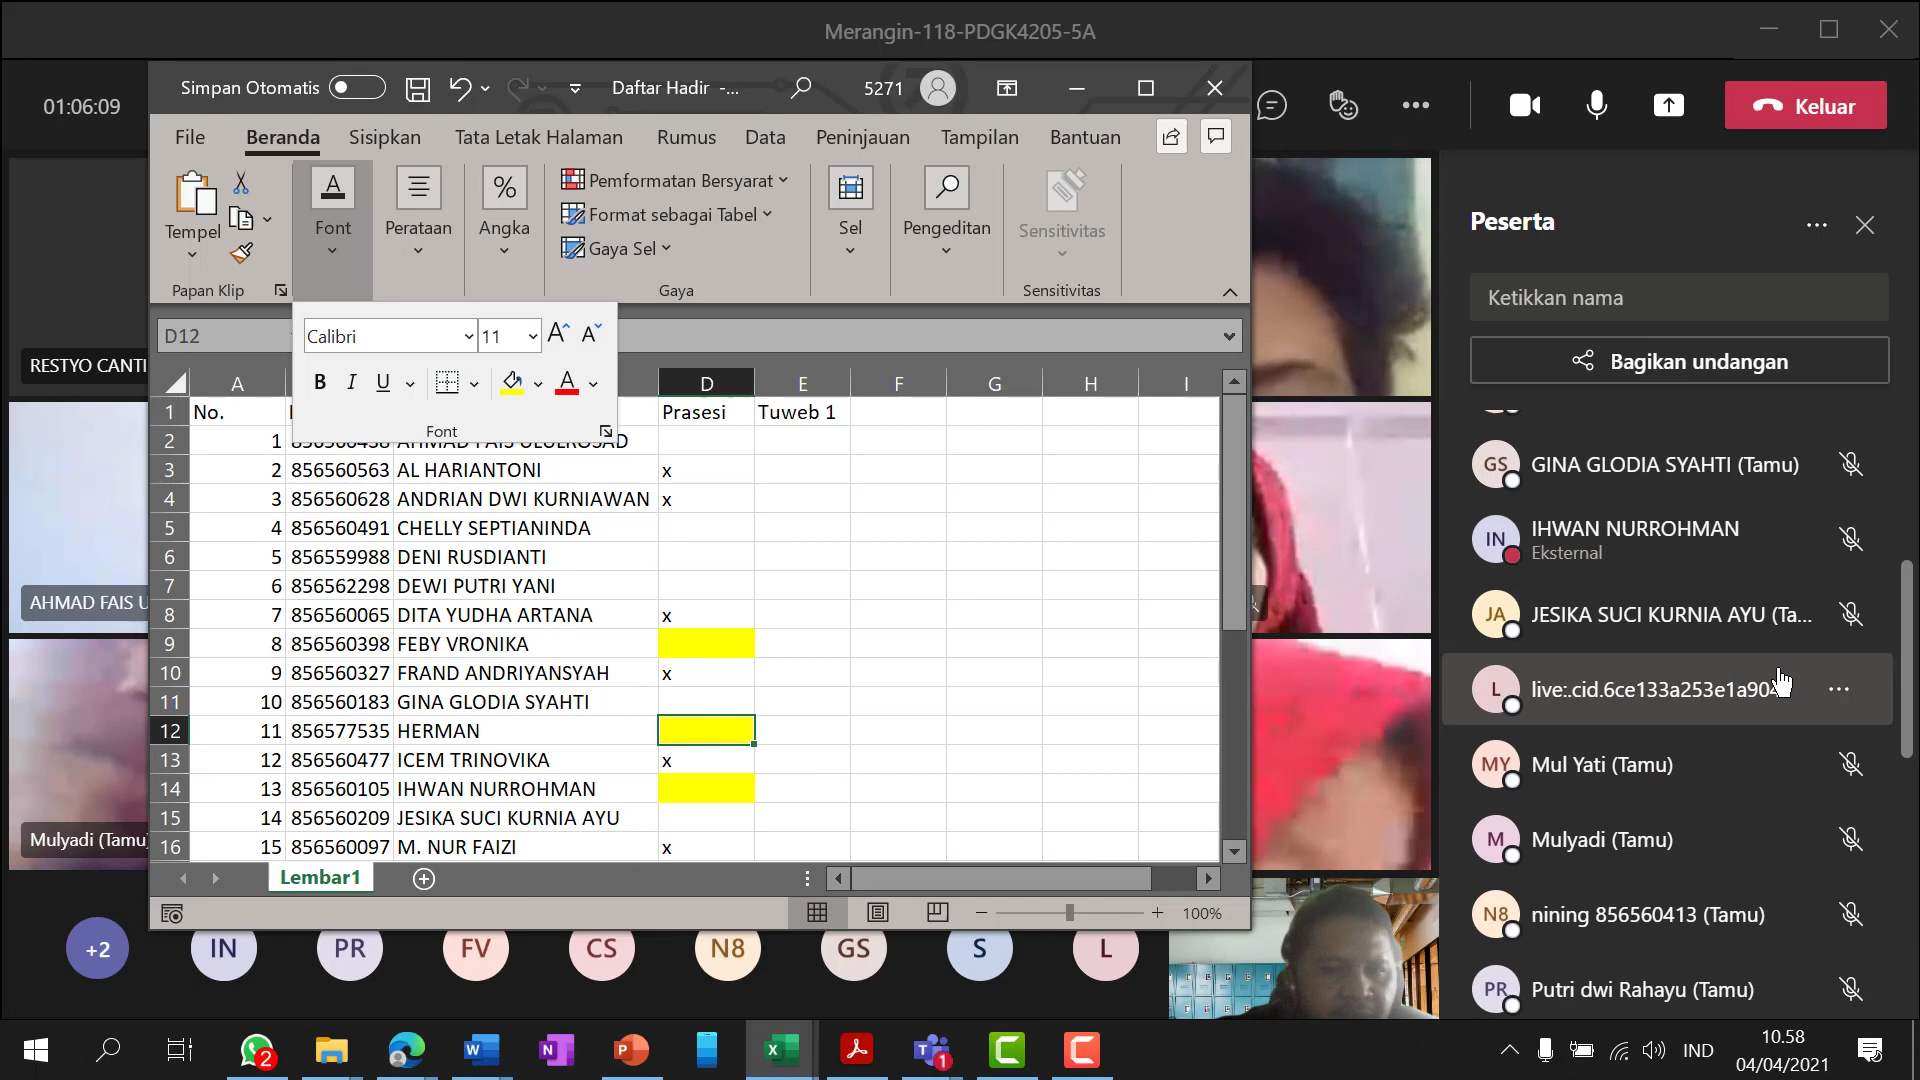 Merangin-118-PDGK4205-5A
01:06:09
Keluar
Simpan Otomatis
Daftar Hadir -...
5271
File Beranda Sisipkan Tata Letak Halaman Rumus Data Peninjauan Tampilan Bantuan
Tempel
Font
Perataan
Angka
Pemformatan Bersyarat
Format sebagai Tabel
Gaya Sel
Sel
Pengeditan
Sensitivitas
Papan Klip
Gaya
Sensitivitas
D12
Calibri 11
B I U
Font
A D E F G H I
1 No. Prasesi Tuweb 1
2 1 856560438 AHMAD FAIS ULULROSAD
3 2 856560563 AL HARIANTONI x
4 3 856560628 ANDRIAN DWI KURNIAWAN x
5 4 856560491 CHELLY SEPTIANINDA
6 5 856559988 DENI RUSDIANTI
7 6 856562298 DEWI PUTRI YANI
8 7 856560065 DITA YUDHA ARTANA x
9 8 856560398 FEBY VRONIKA
10 9 856560327 FRAND ANDRIYANSYAH x
11 10 856560183 GINA GLODIA SYAHTI
12 11 856577535 HERMAN
13 12 856560477 ICEM TRINOVIKA x
14 13 856560105 IHWAN NURROHMAN
15 14 856560209 JESIKA SUCI KURNIA AYU
16 15 856560097 M. NUR FAIZI x
Lembar1
100%
RESTYO CANTI
AHMAD FAIS U
Mulyadi (Tamu)
+2 IN PR FV CS N8 GS S L
Peserta
Ketikkan nama
Bagikan undangan
GS GINA GLODIA SYAHTI (Tamu)
IN IHWAN NURROHMAN
Eksternal
JA JESIKA SUCI KURNIA AYU (Ta...
L live:.cid.6ce133a253e1a90
MY Mul Yati (Tamu)
M Mulyadi (Tamu)
N8 nining 856560413 (Tamu)
PR Putri dwi Rahayu (Tamu)
2
1
IND
10.58
04/04/2021